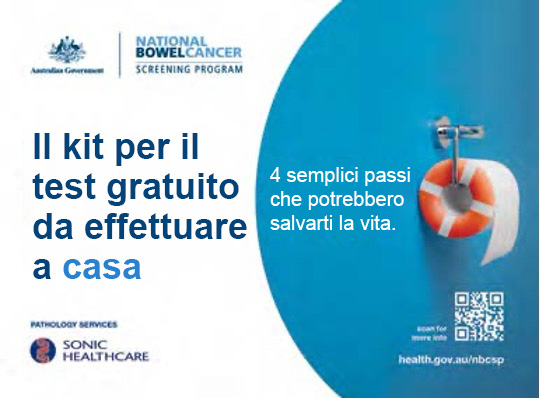 Australian Government
NATIONAL
BOWELCANCER
SCREENING PROGRAM
Il kit per il
test gratuito
da effettuare
a casa
4 semplici passi
che potrebbero
salvarti la vita.
PATHOLOGY SERVICES
SONIC
HEALTHCARE
scan for
more info
health.gov.au/nbcsp